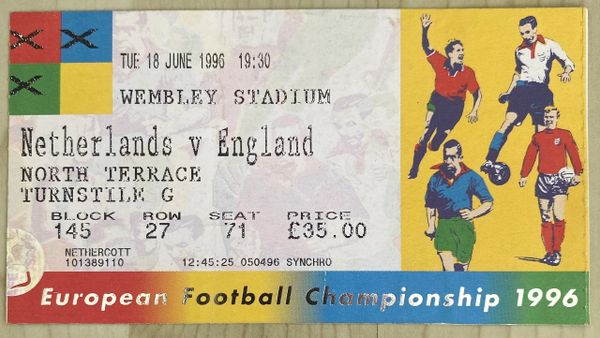 TUE 18 JUNE 1996 19:30
WEMBLEY STADIUM
Netherlands v England
NORTH TERRACE
TURNSTILE G
BLOCK ROW SEAT PRICE
145 27 71 £35.00
NETHERCOTT
101389110 12:45:25 050496 SYNCHRO
European Football Championship 1996